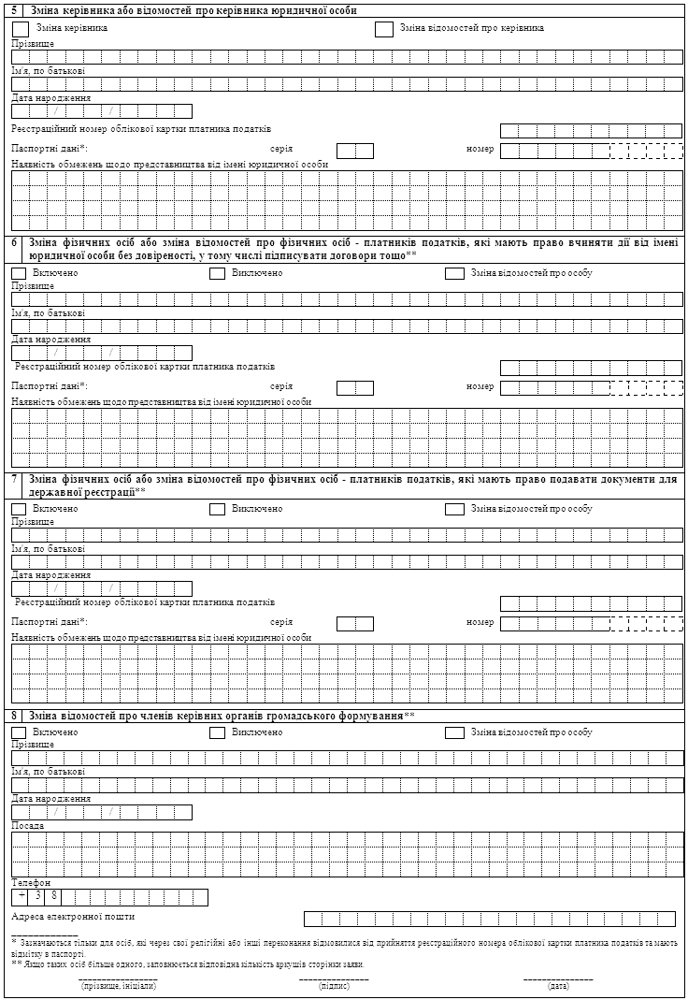 5 Зміна керівника або відомостей про керівника юридичної особи
Зміна керівника Зміна відомостей про керівника
Прізвище
Ім'я, по батькові
Дата народження
/ /
Реєстраційний номер облікової картки платника податків
Паспортні дані*: серія номер
Наявність обмежень щодо представництва від імені юридичної особи
6 Зміна фізичних осіб або зміна відомостей про фізичних осіб - платників податків, які мають право вчиняти дії від імені
юридичної особи без довіреності, у тому числі підписувати договори тощо**
Включено Виключено Зміна відомостей про особу
Прізвище
Ім'я, по батькові
Дата народження
/ /
Реєстраційний номер облікової картки платника податків
Паспортні дані*: серія номер
Наявність обмежень щодо представництва від імені юридичної особи
7 Зміна фізичних осіб або зміна відомостей про фізичних осіб - платників податків, які мають право подавати документи для
державної реєстрації**
Включено Виключено Зміна відомостей про особу
Прізвище
Ім'я, по батькові
Дата народження
/ /
Реєстраційний номер облікової картки платника податків
Паспортні дані*: серія номер
Наявність обмежень щодо представництва від імені юридичної особи
8 Зміна відомостей про членів керівних органів громадського формування**
Включено Виключено Зміна відомостей про особу
Прізвище
Ім'я, по батькові
Дата народження
/ /
Посада
Телефон
+ 3 8
Адреса електронної пошти
____________
* Зазначаються тільки для осіб, які через свої релігійні або інші переконання відмовилися від прийняття реєстраційного номера облікової картки платника податків та мають
відмітку в паспорті.
** Якщо таких осіб більше одного, заповнюється відповідна кількість аркушів сторінки заяви.
________________ ______________ ______________
(прізвище, ініціали) (підпис) (дата)